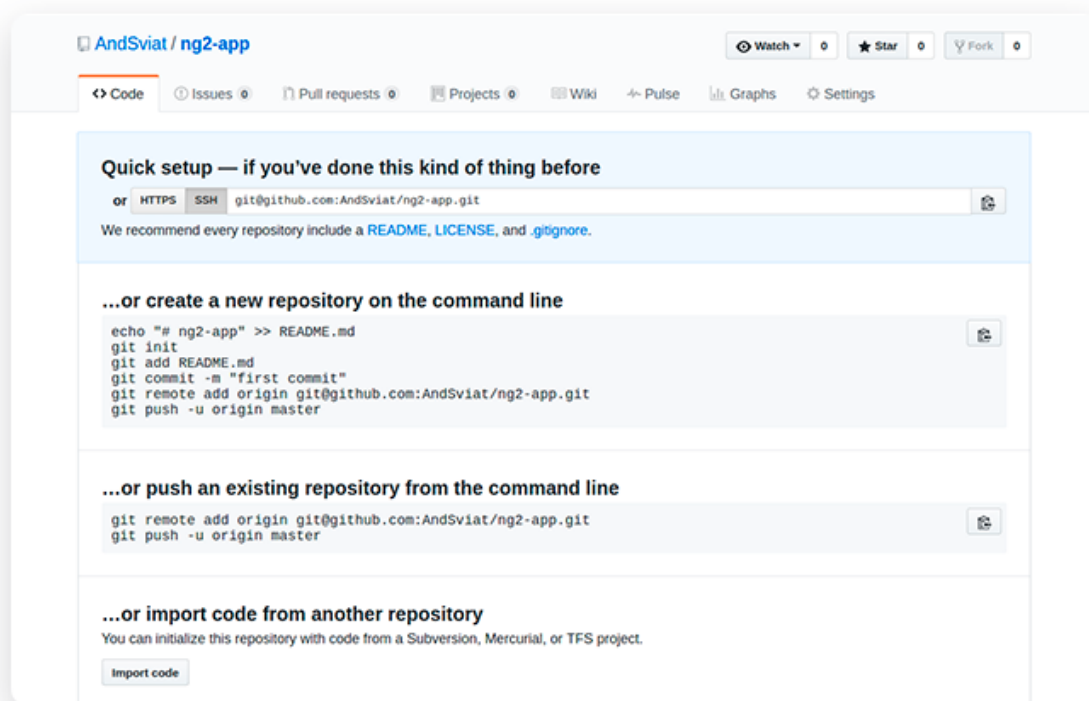 AndSviat / ng2-app
Watch 0 Star 0 Fork 0
Code Issues 0 Pull requests 0 Projects 0 Wiki Pulse Graphs Settings
Quick setup — if you’ve done this kind of thing before
or HTTPS SSH git@github.com:AndSviat/ng2-app.git
We recommend every repository include a README, LICENSE, and .gitignore.
…or create a new repository on the command line
echo "# ng2-app" >> README.md
git init
git add README.md
git commit -m "first commit"
git remote add origin git@github.com:AndSviat/ng2-app.git
git push -u origin master
…or push an existing repository from the command line
git remote add origin git@github.com:AndSviat/ng2-app.git
git push -u origin master
…or import code from another repository
You can initialize this repository with code from a Subversion, Mercurial, or TFS project.
Import code